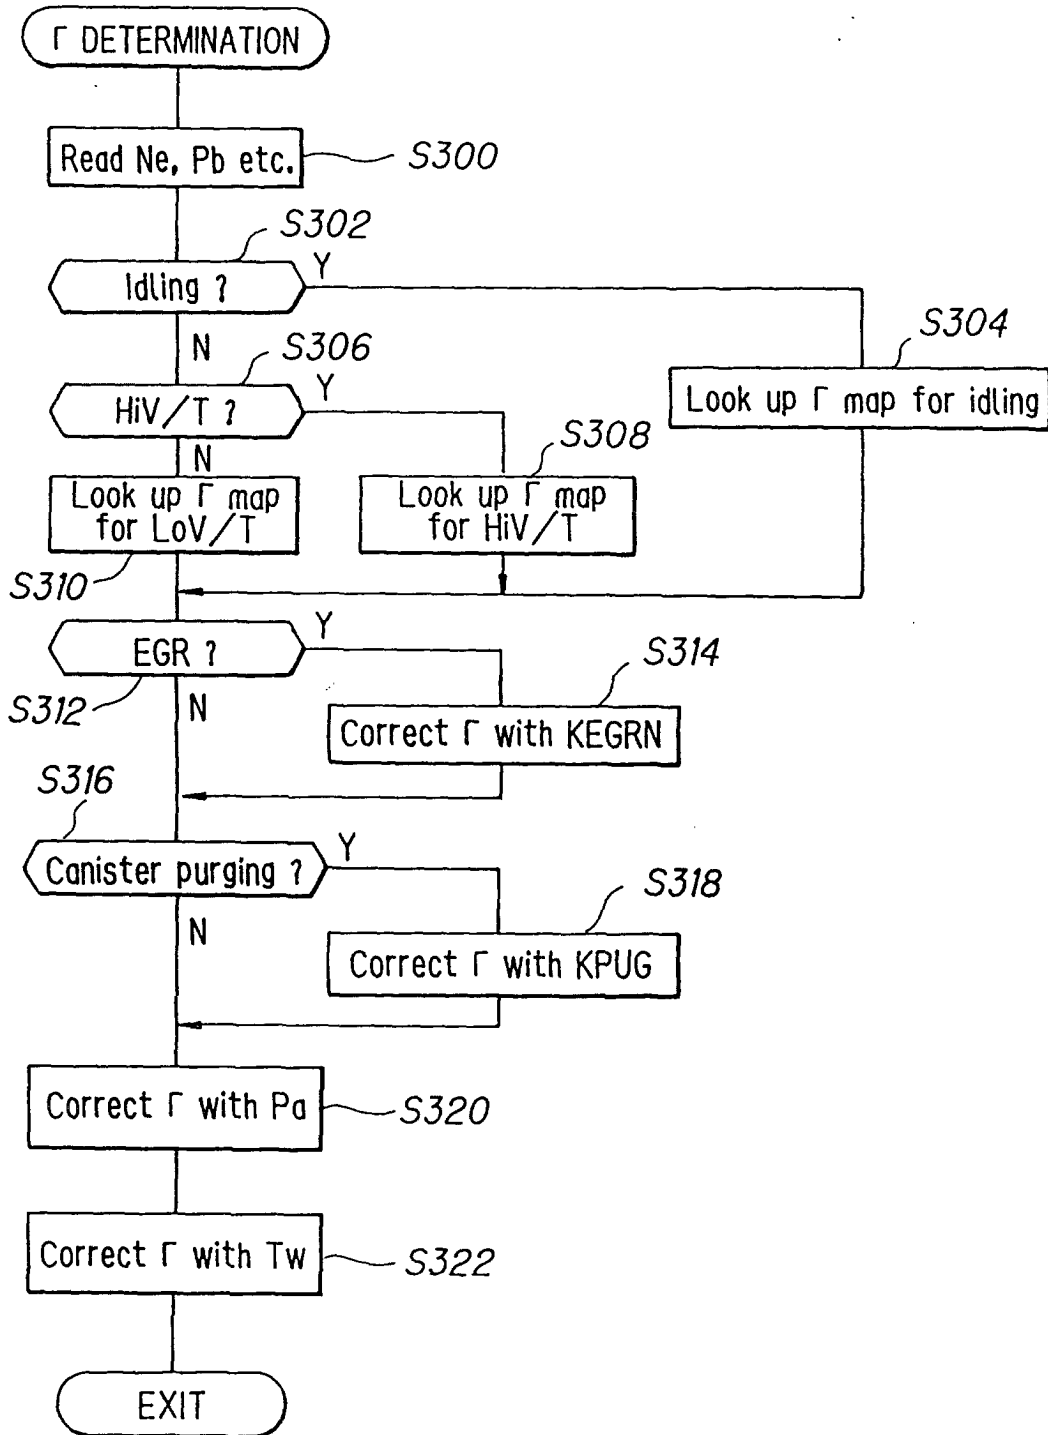 Γ DETERMINATION
Read Ne, Pb etc.
S300
S302
Idling ?
Y
N
S304
Look up Γ map for idling
S306
HiV/T ?
Y
N
S308
Look up Γ map
for HiV/T
Look up Γ map
for LoV/T
S310
EGR ?
Y
S312
N
S314
Correct Γ with KEGRN
S316
Canister purging ?
Y
N
S318
Correct Γ with KPUG
Correct Γ with Pa
S320
Correct Γ with Tw
S322
EXIT